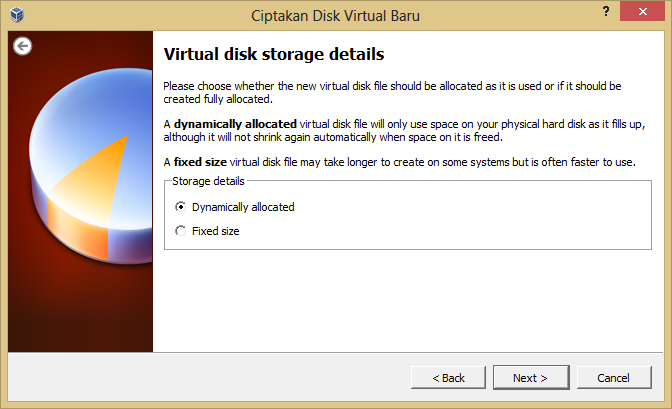 Ciptakan Disk Virtual Baru
?
Virtual disk storage details
Please choose whether the new virtual disk file should be allocated as it is used or if it should be
created fully allocated.
A dynamically allocated virtual disk file will only use space on your physical hard disk as it fills up,
although it will not shrink again automatically when space on it is freed.
A fixed size virtual disk file may take longer to create on some systems but is often faster to use.
Storage details
Dynamically allocated
Fixed size
< Back
Next >
Cancel